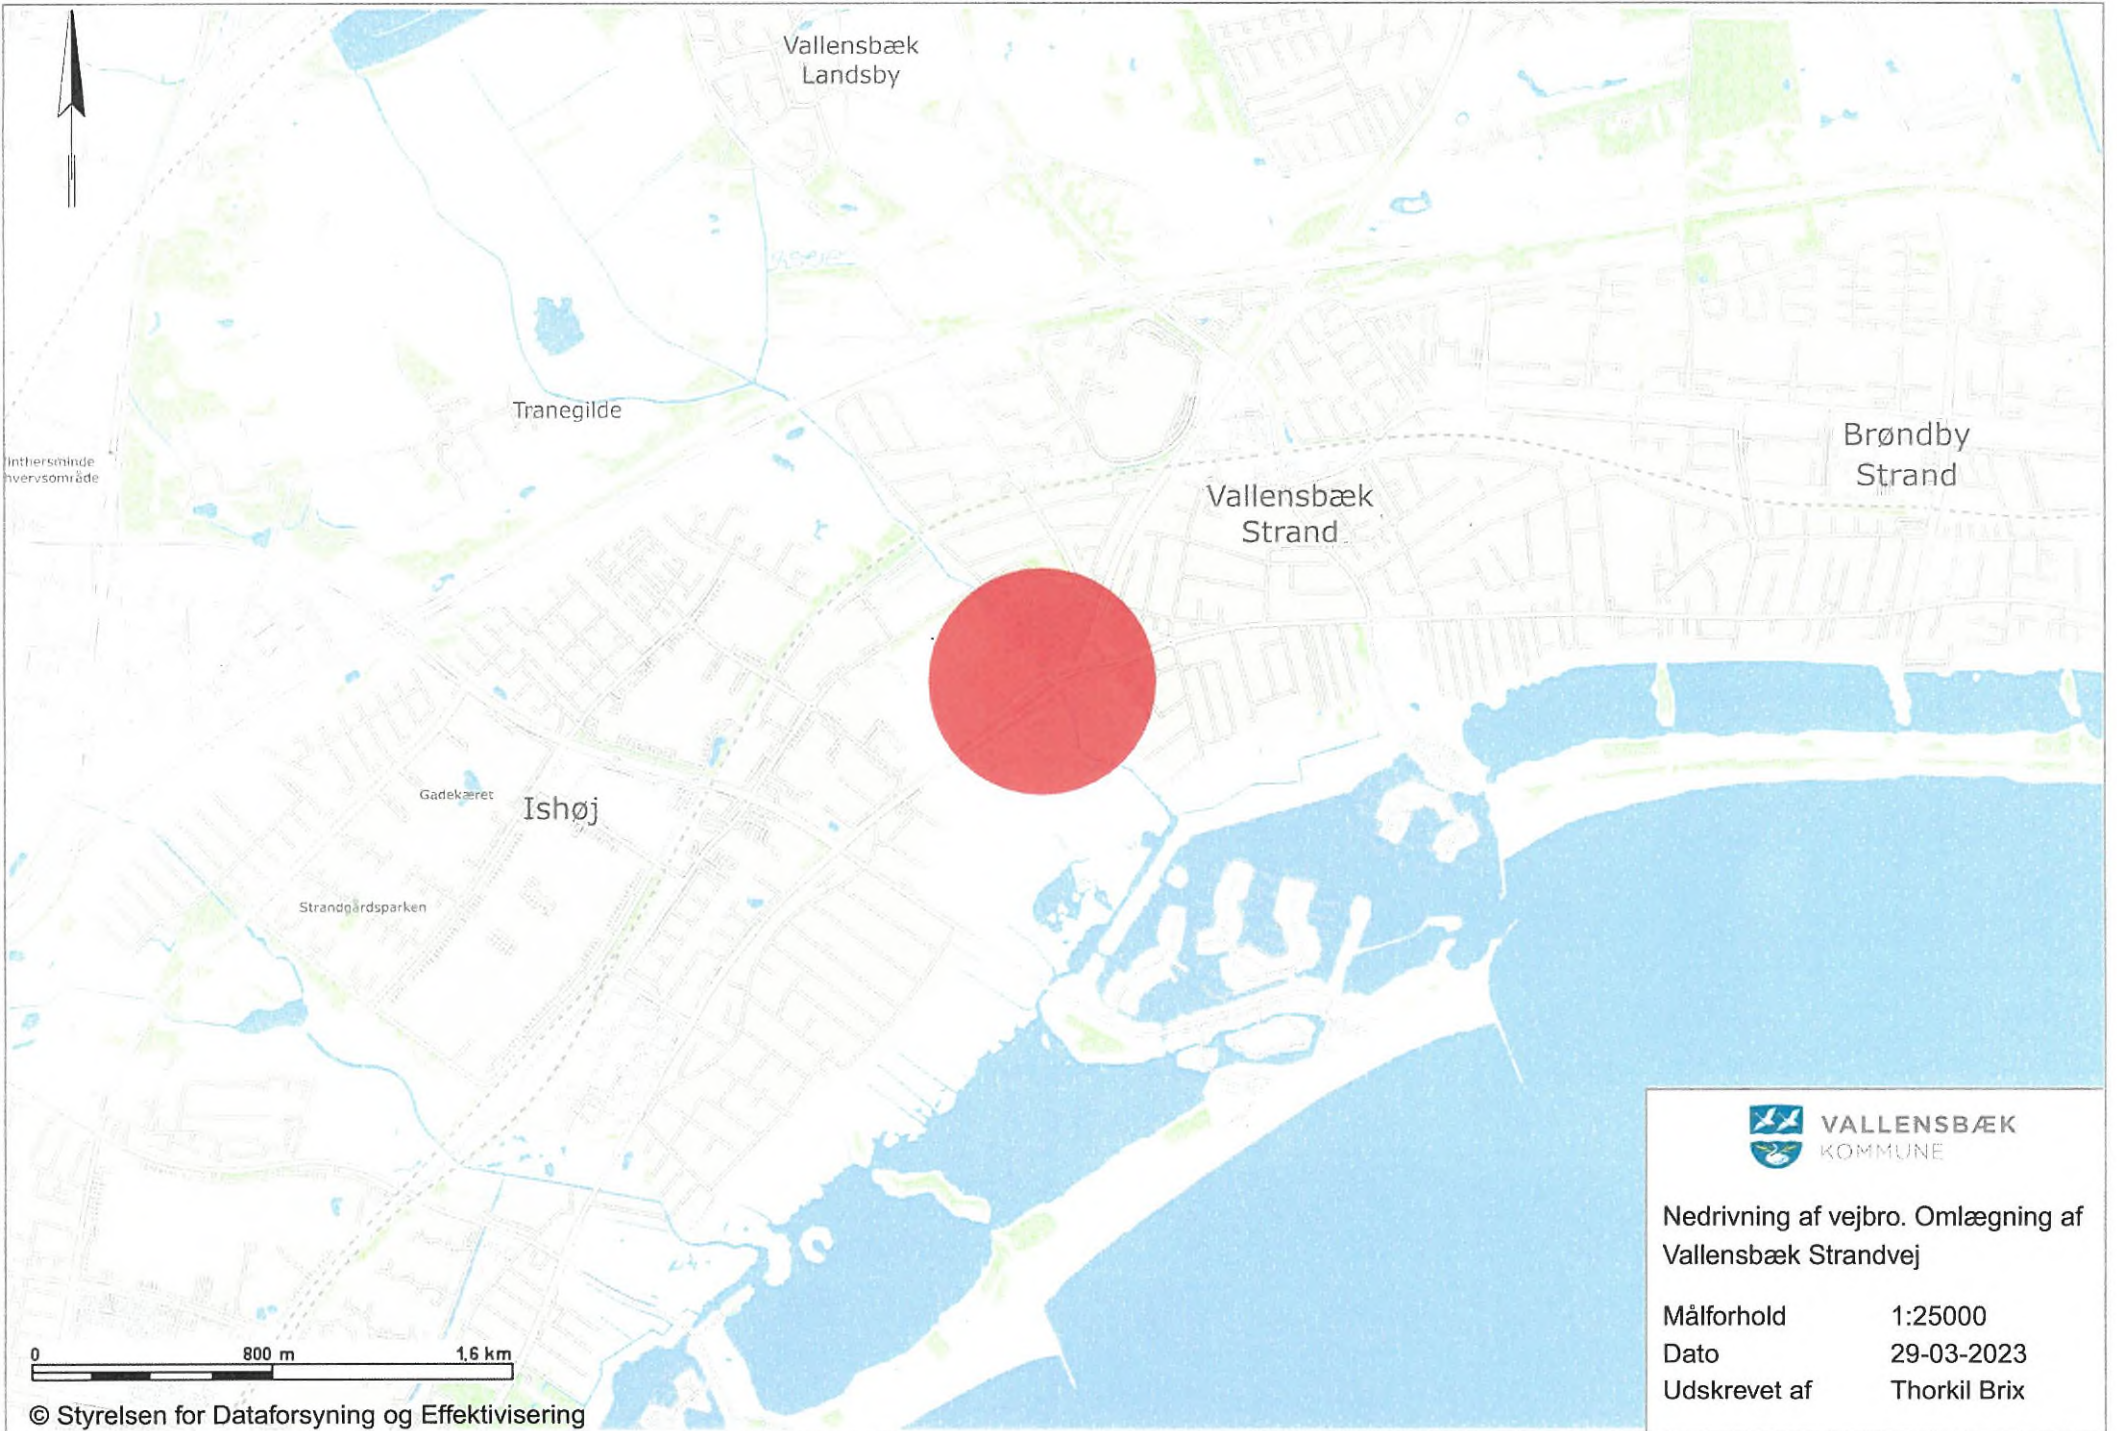 Vallensbæk
Landsby
Tranegilde
inthersminde
hvervsområde
Brøndby
Strand
Vallensbæk
Strand
Gadekæret
Ishøj
Strandgårdsparken
VALLENSBÆK
KOMMUNE
Nedrivning af vejbro. Omlægning af
Vallensbæk Strandvej
Målforhold 1:25000
Dato 29-03-2023
Udskrevet af Thorkil Brix
0 800 m 1,6 km
© Styrelsen for Dataforsyning og Effektivisering